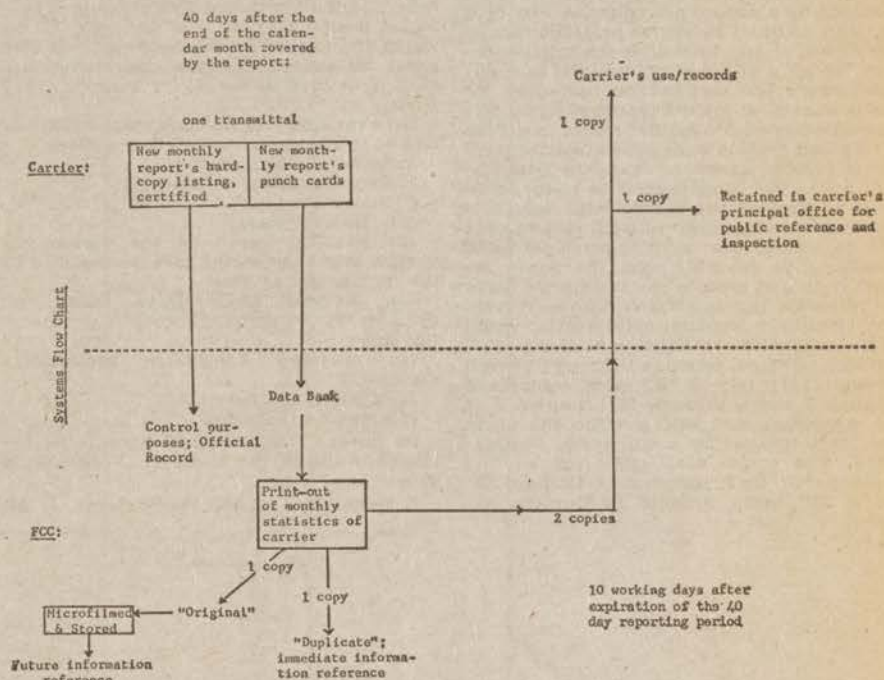 40 days after the
end of the calen-
dar month covered
by the report:
Carrier's use/records
1 copy
one transmittal
Carrier:
New monthly
report's hard-
copy listing,
certified
New month-
ly report's
punch cards
1 copy
Retained in carrier's
principal office for
public reference and
inspection
Systems Flow Chart
Data Bank
Control pur-
poses; Official
Record
Print-out
of monthly
statistics of
carrier
2 copies
FCC:
1 copy
1 copy
10 working days after
expiration of the 40
day reporting period
Microfilmed
& Stored
"Original"
"Duplicate";
immediate informa-
tion reference
Future information
reference